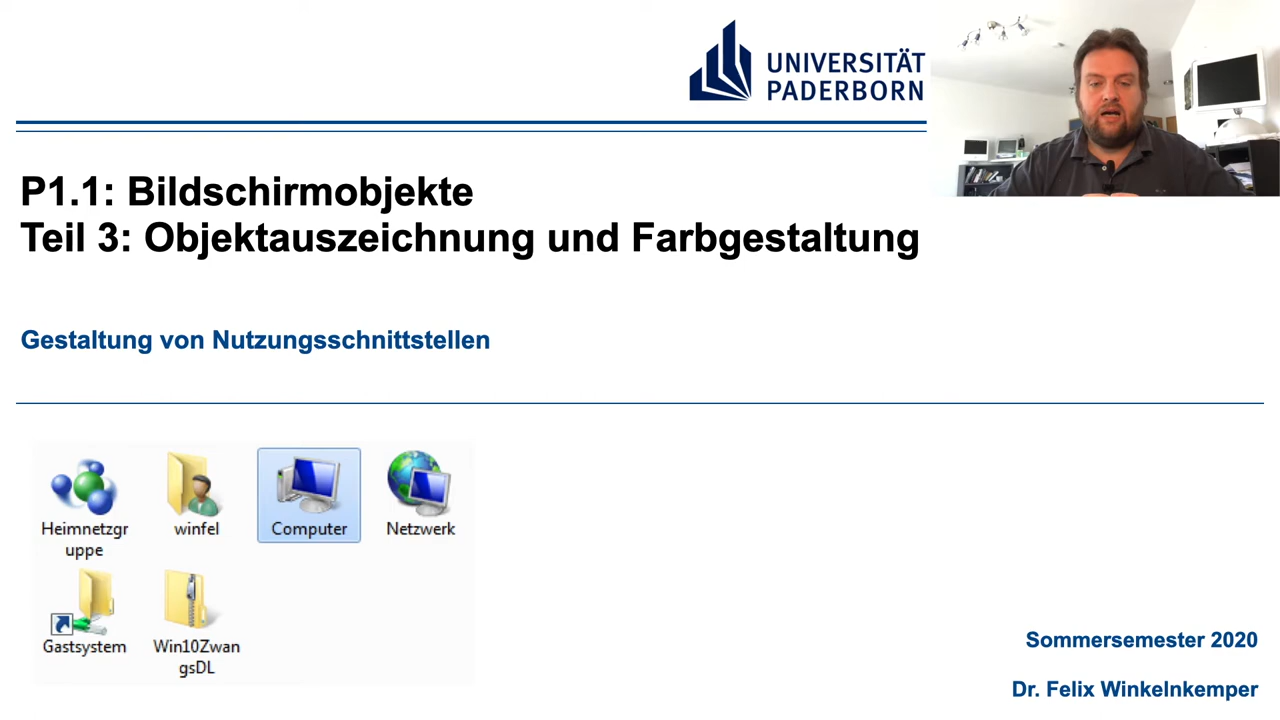 UNIVERSITÄT
PADERBORN
P1.1: Bildschirmobjekte
Teil 3: Objektauszeichnung und Farbgestaltung
Gestaltung von Nutzungsschnittstellen
Heimnetzgr
uppe
winfel
Computer
Netzwerk
Gastsystem
Win10Zwan
gsDL
Sommersemester 2020
Dr. Felix Winkelnkemper